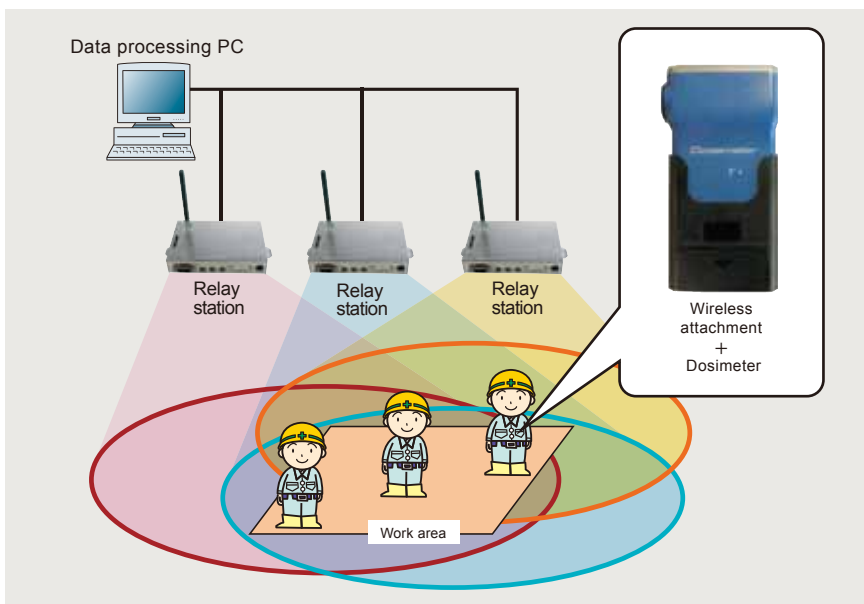 Data processing PC
Relay
station
Relay
station
Relay
station
Wireless
attachment
+
Dosimeter
Work area